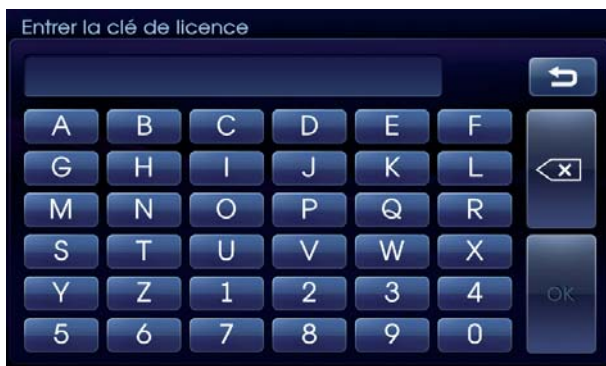 Entrer la clé de licence
A B C D E F
G H I J K L
M N O P Q R
S T U V W X
Y Z 1 2 3 4 OK
5 6 7 8 9 0